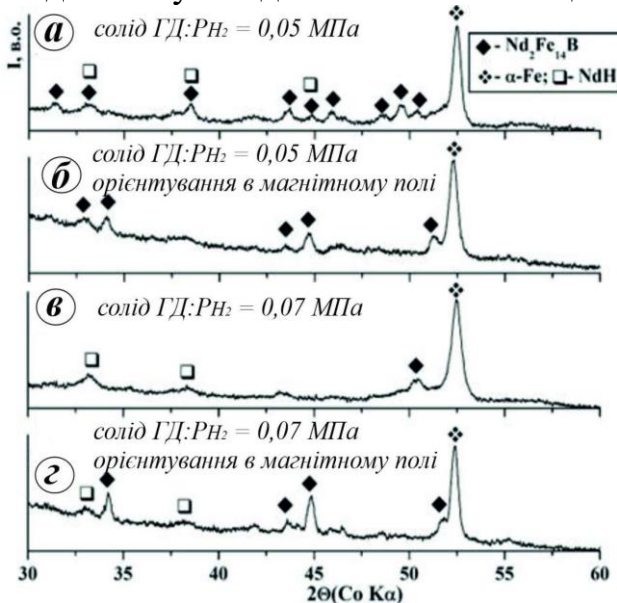 I, в.о.
а солід ГД:PH₂ = 0,05 МПа
◆ - Nd₂Fe₁₄B
❖ - α-Fe; ❑ - NdH
б солід ГД:PH₂ = 0,05 МПа
орієнтування в магнітному полі
в солід ГД:PH₂ = 0,07 МПа
г солід ГД:PH₂ = 0,07 МПа
орієнтування в магнітному полі
30 35 40 45 50 55 60
2Θ(Co Kα)